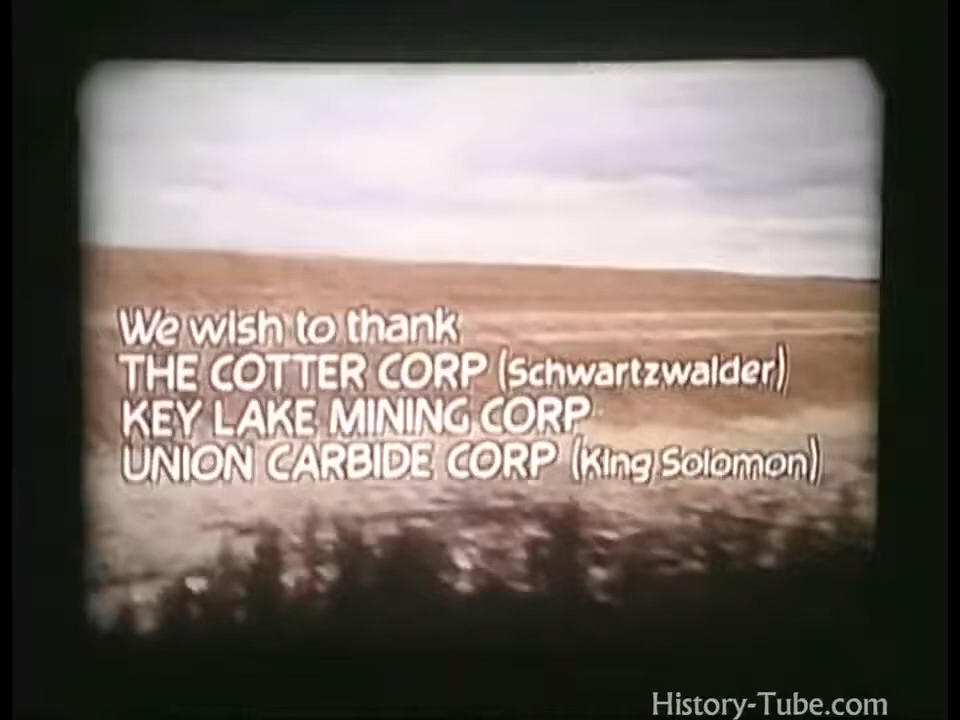 We wish to thank
THE COTTER CORP (Schwartzwalder)
KEY LAKE MINING CORP
UNION CARBIDE CORP (King Solomon)
History-Tube.com